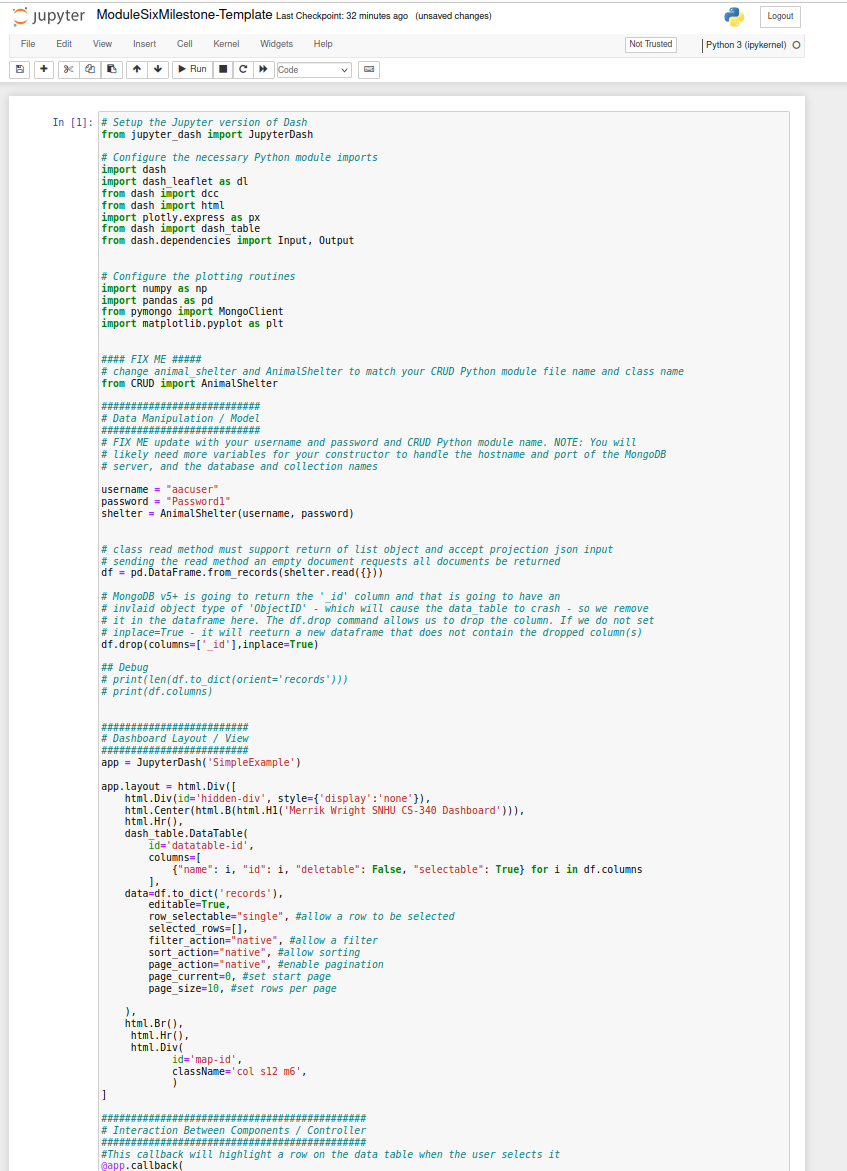 jupyter ModuleSixMilestone-Template Last Checkpoint: 32 minutes ago (unsaved changes) Logout
File Edit View Insert Cell Kernel Widgets Help Not Trusted Python 3 (ipykernel)
Run Code
In [1]: # Setup the Jupyter version of Dash
from jupyter_dash import JupyterDash
# Configure the necessary Python module imports
import dash
import dash_leaflet as dl
from dash import dcc
from dash import html
import plotly.express as px
from dash import dash_table
from dash.dependencies import Input, Output
# Configure the plotting routines
import numpy as np
import pandas as pd
from pymongo import MongoClient
import matplotlib.pyplot as plt
#### FIX ME #####
# change animal_shelter and AnimalShelter to match your CRUD Python module file name and class name
from CRUD import AnimalShelter
###########################
# Data Manipulation / Model
###########################
# FIX ME update with your username and password and CRUD Python module name. NOTE: You will
# likely need more variables for your constructor to handle the hostname and port of the MongoDB
# server, and the database and collection names
username = "aacuser"
password = "Password1"
shelter = AnimalShelter(username, password)
# class read method must support return of list object and accept projection json input
# sending the read method an empty document requests all documents be returned
df = pd.DataFrame.from_records(shelter.read({}))
# MongoDB v5+ is going to return the '_id' column and that is going to have an
# invlaid object type of 'ObjectID' - which will cause the data_table to crash - so we remove
# it in the dataframe here. The df.drop command allows us to drop the column. If we do not set
# inplace=True - it will reeturn a new dataframe that does not contain the dropped column(s)
df.drop(columns=['_id'],inplace=True)
## Debug
# print(len(df.to_dict(orient='records')))
# print(df.columns)
#########################
# Dashboard Layout / View
#########################
app = JupyterDash('SimpleExample')
app.layout = html.Div([
    html.Div(id='hidden-div', style={'display':'none'}),
    html.Center(html.B(html.H1('Merrik Wright SNHU CS-340 Dashboard'))),
    html.Hr(),
    dash_table.DataTable(
        id='datatable-id',
        columns=[
            {"name": i, "id": i, "deletable": False, "selectable": True} for i in df.columns
        ],
    data=df.to_dict('records'),
        editable=True,
        row_selectable="single", #allow a row to be selected
        selected_rows=[],
        filter_action="native", #allow a filter
        sort_action="native", #allow sorting
        page_action="native", #enable pagination
        page_current=0, #set start page
        page_size=10, #set rows per page
    ),
    html.Br(),
     html.Hr(),
     html.Div(
            id='map-id',
            className='col s12 m6',
            )
]
#############################################
# Interaction Between Components / Controller
#############################################
#This callback will highlight a row on the data table when the user selects it
@app.callback(